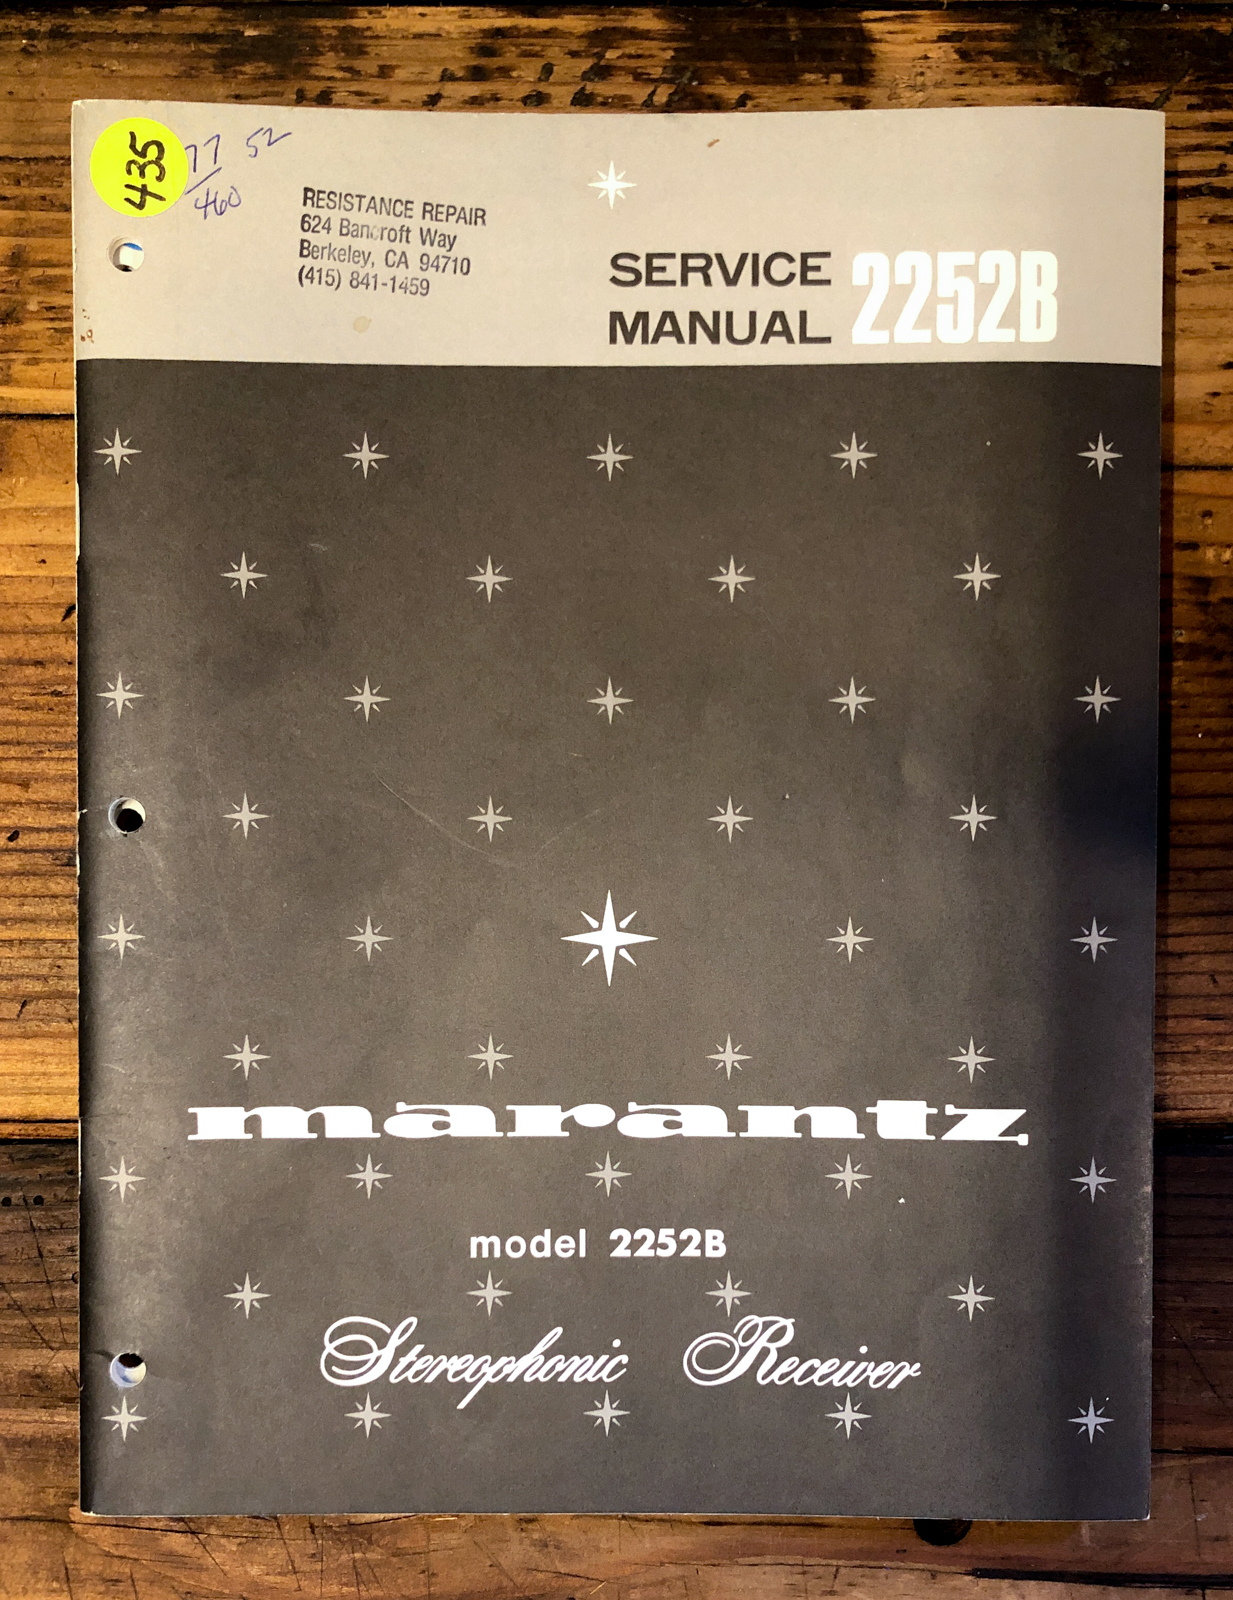 435
77 52
460
RESISTANCE REPAIR
624 Bancroft Way
Berkeley, CA 94710
(415) 841-1459
SERVICE
MANUAL 2252B
marantz
model 2252B
Stereophonic Receiver